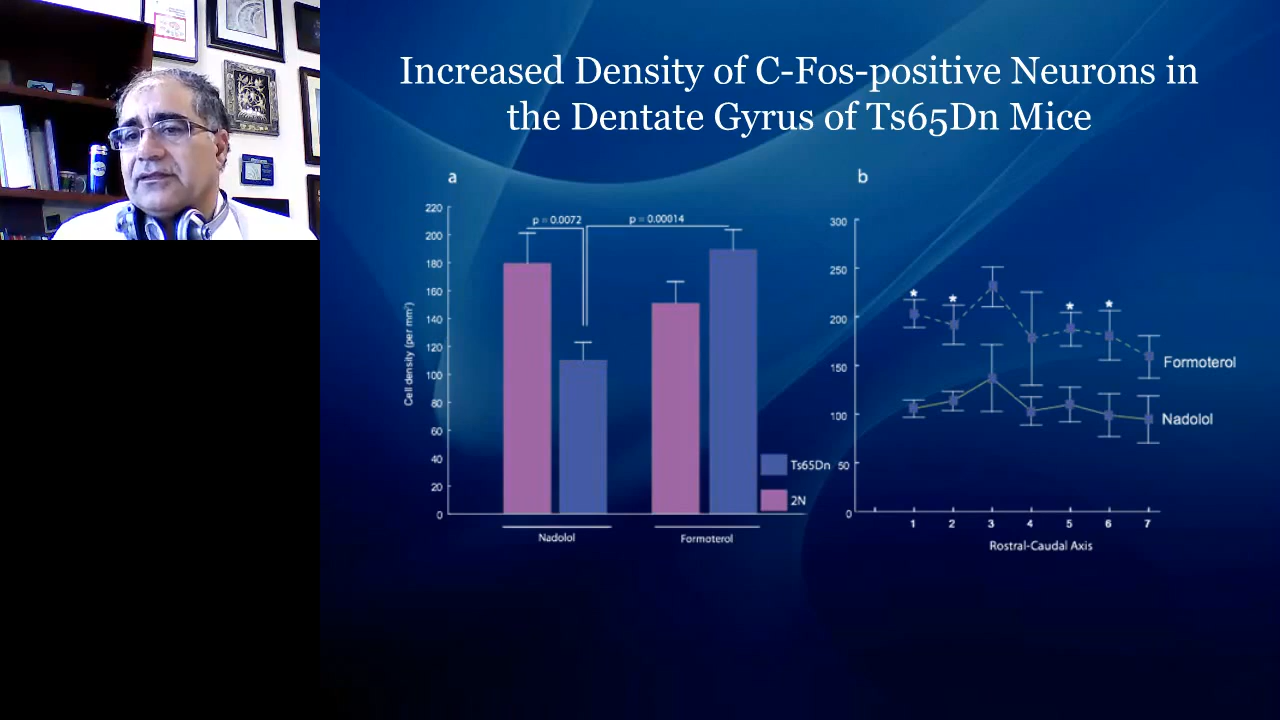 Increased Density of C-Fos-positive Neurons in
the Dentate Gyrus of Ts65Dn Mice
a
220
200
180
160
140
120
100
80
60
40
20
0
Cell density (per mm²)
p = 0.0072
p = 0.00014
Nadolol
Formoterol
Ts65Dn
2N
b
300
250
200
150
100
50
0
*
*
*
*
Formoterol
Nadolol
1 2 3 4 5 6 7
Rostral-Caudal Axis